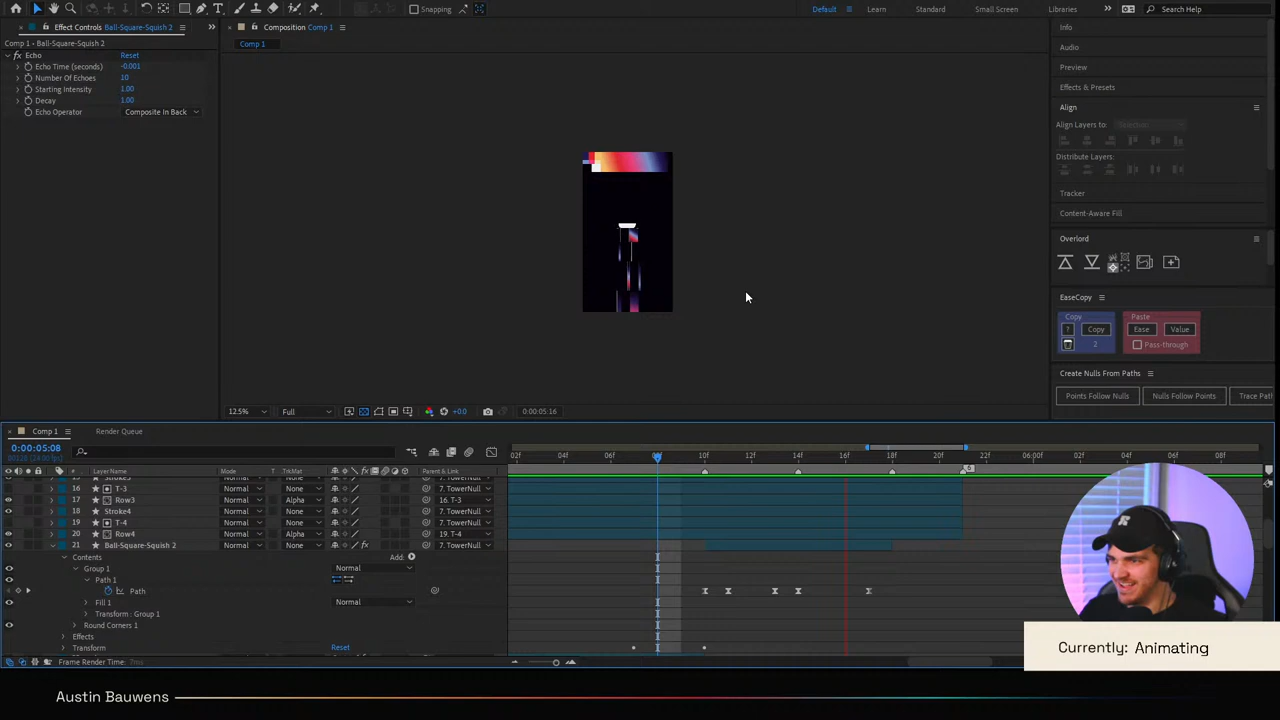 Snapping
Default
Learn
Standard
Small Screen
Libraries
Search Help
Effect Controls Ball-Square-Squish 2
Composition Comp 1
Info
Comp 1 • Ball-Square-Squish 2
Comp 1
fx Echo Reset
Echo Time (seconds) -0.001
Number Of Echoes 10
Starting Intensity 1.00
Decay 1.00
Echo Operator Composite In Back
Audio
Preview
Effects & Presets
Align
Align Layers to: Selection
Distribute Layers:
Tracker
Content-Aware Fill
Overlord
EaseCopy
Copy Paste
? Copy Ease Value
2 Pass-through
Create Nulls From Paths
Points Follow Nulls Nulls Follow Points Trace Pat
12.5% Full +0.0 0:00:05:16
Comp 1 Render Queue
0:00:05:08
# Layer Name Mode T TrkMat Parent & Link
02f 04f 06f 10f 12f 14f 16f 18f 20f 22f 06:00f 02f 04f 06f 08f
6
16 T-3 Normal None 7. TowerNull
17 Row3 Normal Alpha 16. T-3
18 Stroke4 Normal None 7. TowerNull
19 T-4 Normal None 7. TowerNull
20 Row4 Normal Alpha 19. T-4
21 Ball-Square-Squish 2 Normal None 7. TowerNull
Contents Add:
Group 1 Normal
Path 1
Path
Fill 1 Normal
Transform: Group 1
Round Corners 1
Effects
Transform Reset
Frame Render Time 7ms
Currently: Animating
Austin Bauwens